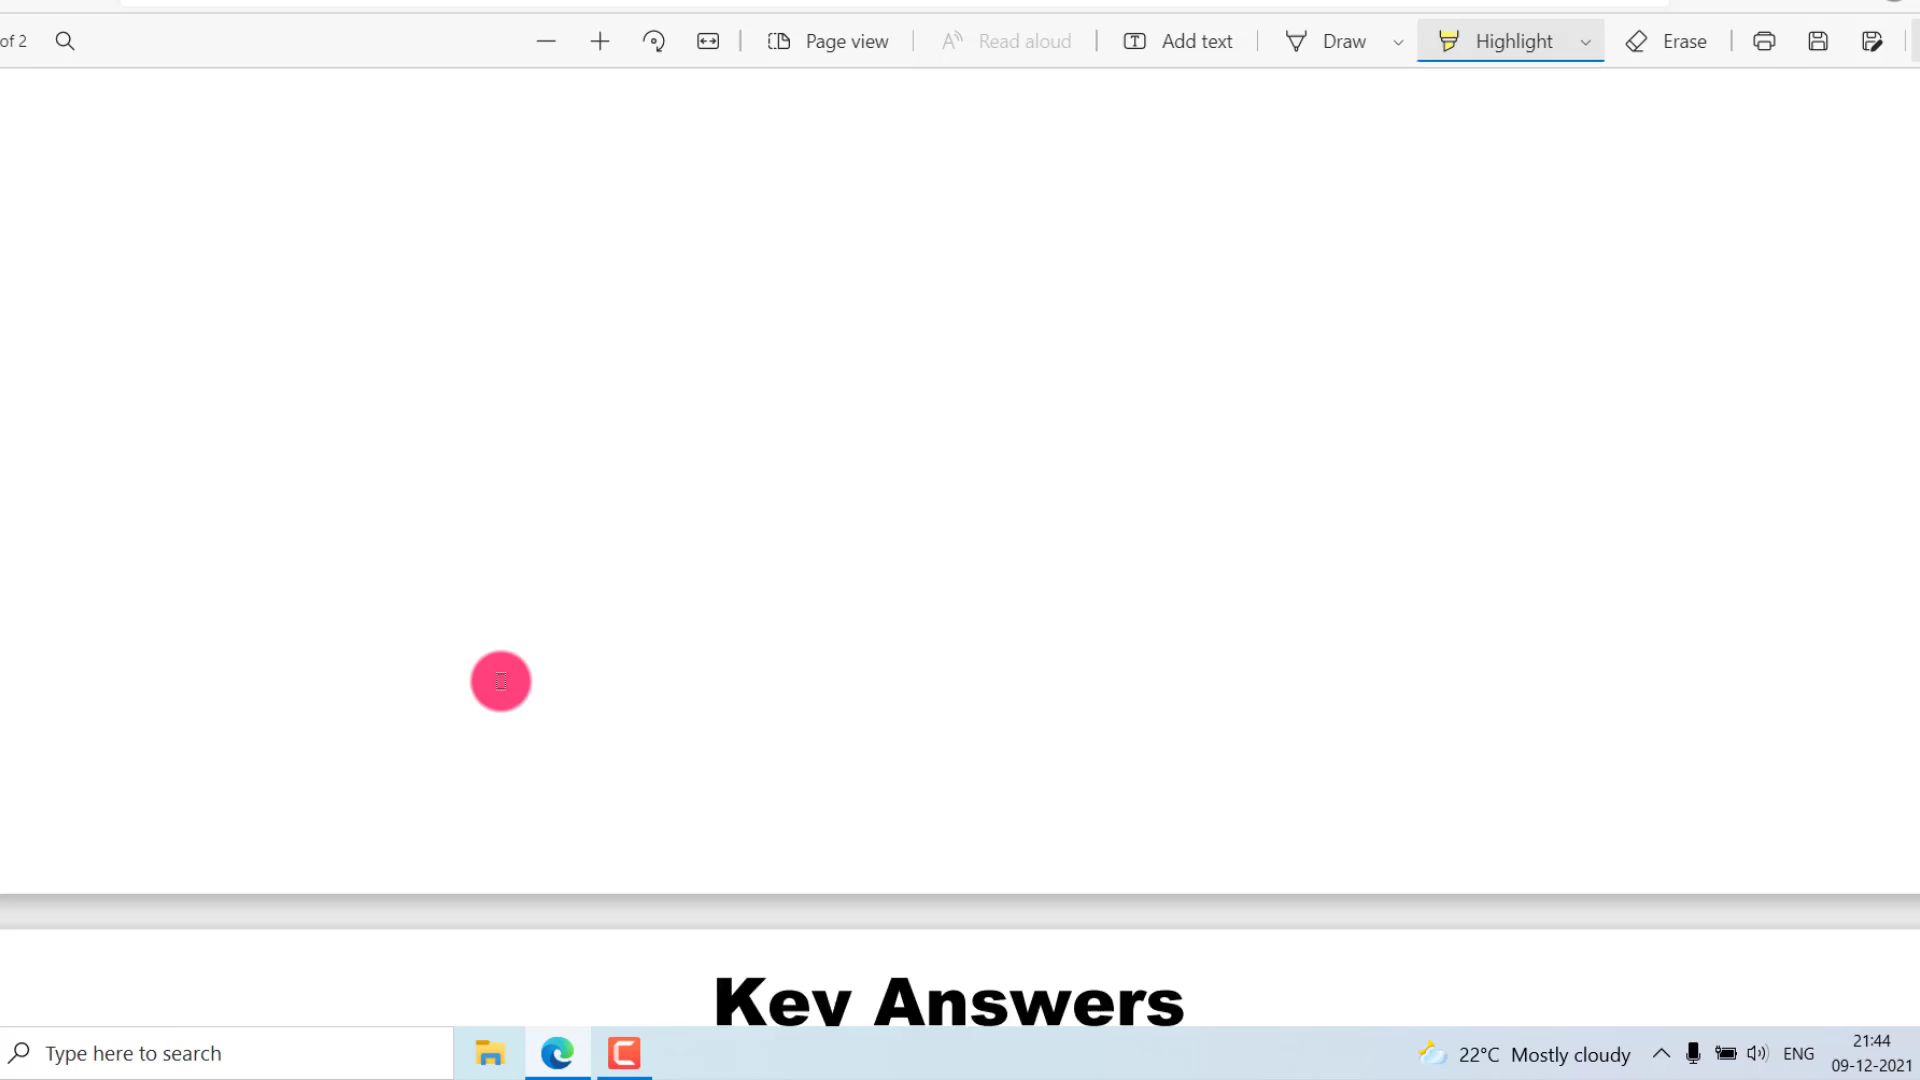 of 2
Page view
Read aloud
Add text
Draw
Highlight
Erase
Key Answers
Type here to search
22°C Mostly cloudy
ENG
21:44
09-12-2021